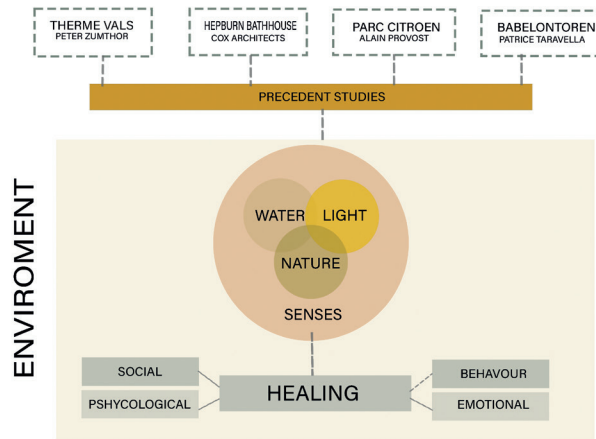 THERME VALS
PETER ZUMTHOR
HEPBURN BATHHOUSE
COX ARCHITECTS
PARC CITROEN
ALAIN PROVOST
BABELONTOREN
PATRICE TARAVELLA
PRECEDENT STUDIES
ENVIROMENT
WATER
LIGHT
NATURE
SENSES
SOCIAL
PSHYCOLOGICAL
HEALING
BEHAVOUR
EMOTIONAL